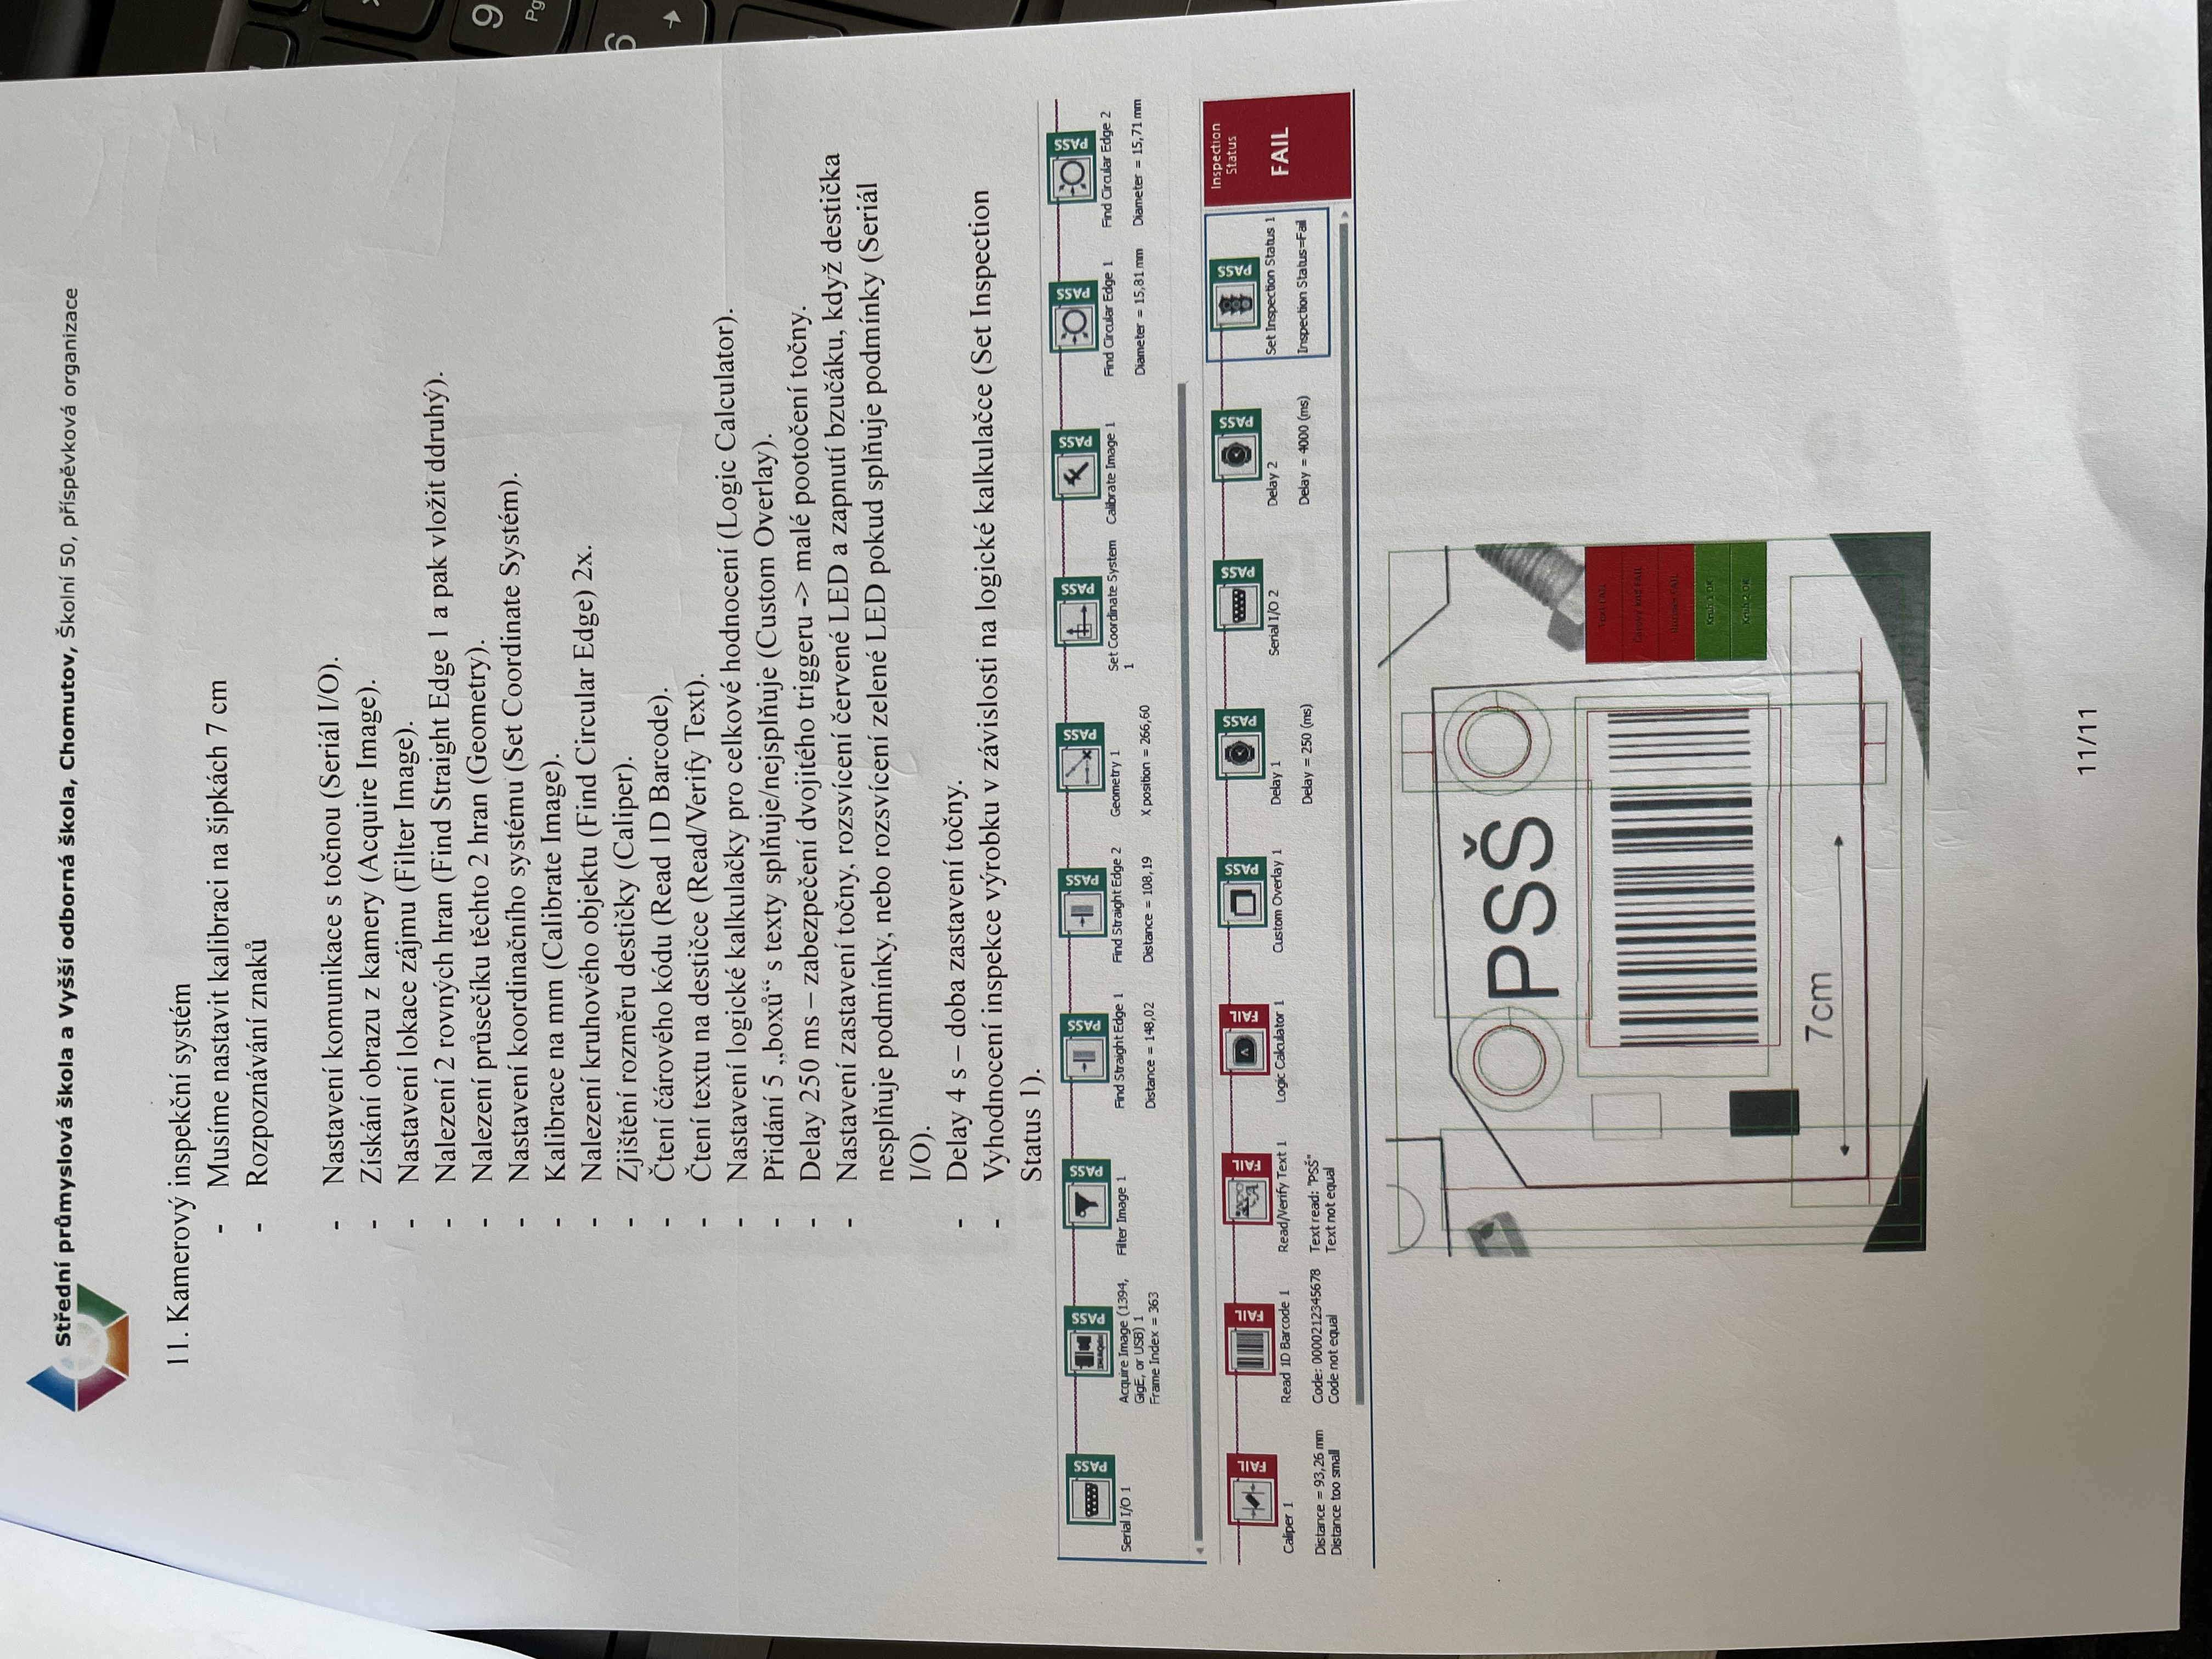 Střední průmyslová škola a Vyšší odborná škola, Chomutov, Školní 50, příspěvková organizace
11. Kamerový inspekční systém
- Musíme nastavit kalibraci na šipkách 7 cm
- Rozpoznávání znaků
- Nastavení komunikace s točnou (Seriál I/O).
- Získání obrazu z kamery (Acquire Image).
- Nastavení lokace zájmu (Filter Image).
- Nalezení 2 rovných hran (Find Straight Edge 1 a pak vložit ddruhý).
- Nalezení průsečíku těchto 2 hran (Geometry).
- Nastavení koordinačního systému (Set Coordinate Systém).
- Kalibrace na mm (Calibrate Image).
- Nalezení kruhového objektu (Find Circular Edge) 2x.
- Zjištění rozměru destičky (Caliper).
- Čtení čárového kódu (Read 1D Barcode).
- Čtení textu na destičce (Read/Verify Text).
- Nastavení logické kalkulačky pro celkové hodnocení (Logic Calculator).
- Přidání 5 „boxů“ s texty splňuje/nejsplňuje (Custom Overlay).
- Delay 250 ms – zabezpečení dvojitého triggeru -> malé pootočení točny.
- Nastavení zastavení točny, rozsvícení červené LED a zapnutí bzučáku, když destička
nesplňuje podmínky, nebo rozsvícení zelené LED pokud splňuje podmínky (Seriál
I/O).
- Delay 4 s – doba zastavení točny.
- Vyhodnocení inspekce výrobku v závislosti na logické kalkulačce (Set Inspection
Status 1).
PASS PASS PASS PASS PASS PASS PASS PASS PASS PASS
Serial I/O 1 Acquire Image (1394, Filter Image 1 Find Straight Edge 1 Find Straight Edge 2 Geometry 1 Set Coordinate System Calibrate Image 1 Find Circular Edge 1 Find Circular Edge 2
GigE, or USB) 1 1
Frame Index = 363 Distance = 148,02 Distance = 108,19 X position = 266,60 Diameter = 15,81 mm Diameter = 15,71 mm
FAIL FAIL FAIL FAIL PASS PASS PASS PASS PASS Inspection
Status
FAIL
Caliper 1 Read 1D Barcode 1 Read/Verify Text 1 Logic Calculator 1 Custom Overlay 1 Delay 1 Serial I/O 2 Delay 2 Set Inspection Status 1
Distance = 93,26 mm Code: 0000212345678 Text read: "PSŠ" Delay = 250 (ms) Delay = 4000 (ms) Inspection Status=Fail
Distance too small Code not equal Text not equal
PSŠ
Text FAIL
Čárový kód FAIL
FAIL
Kruh 1 OK
Kruh 2 OK
7cm
11/11
9
Pg
6